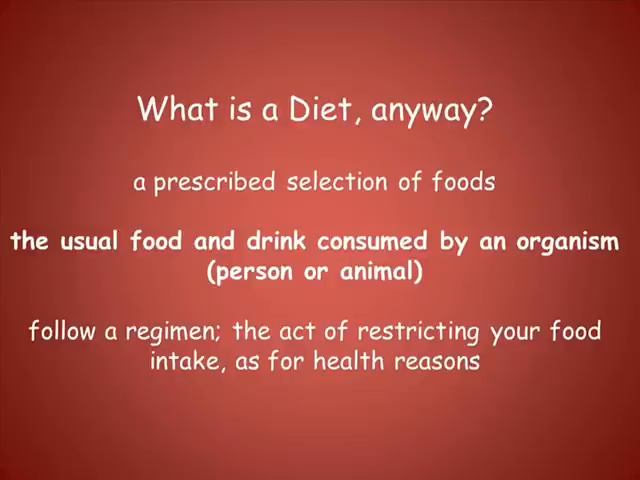 What is a Diet, anyway?
a prescribed selection of foods
the usual food and drink consumed by an organism
(person or animal)
follow a regimen; the act of restricting your food
intake, as for health reasons